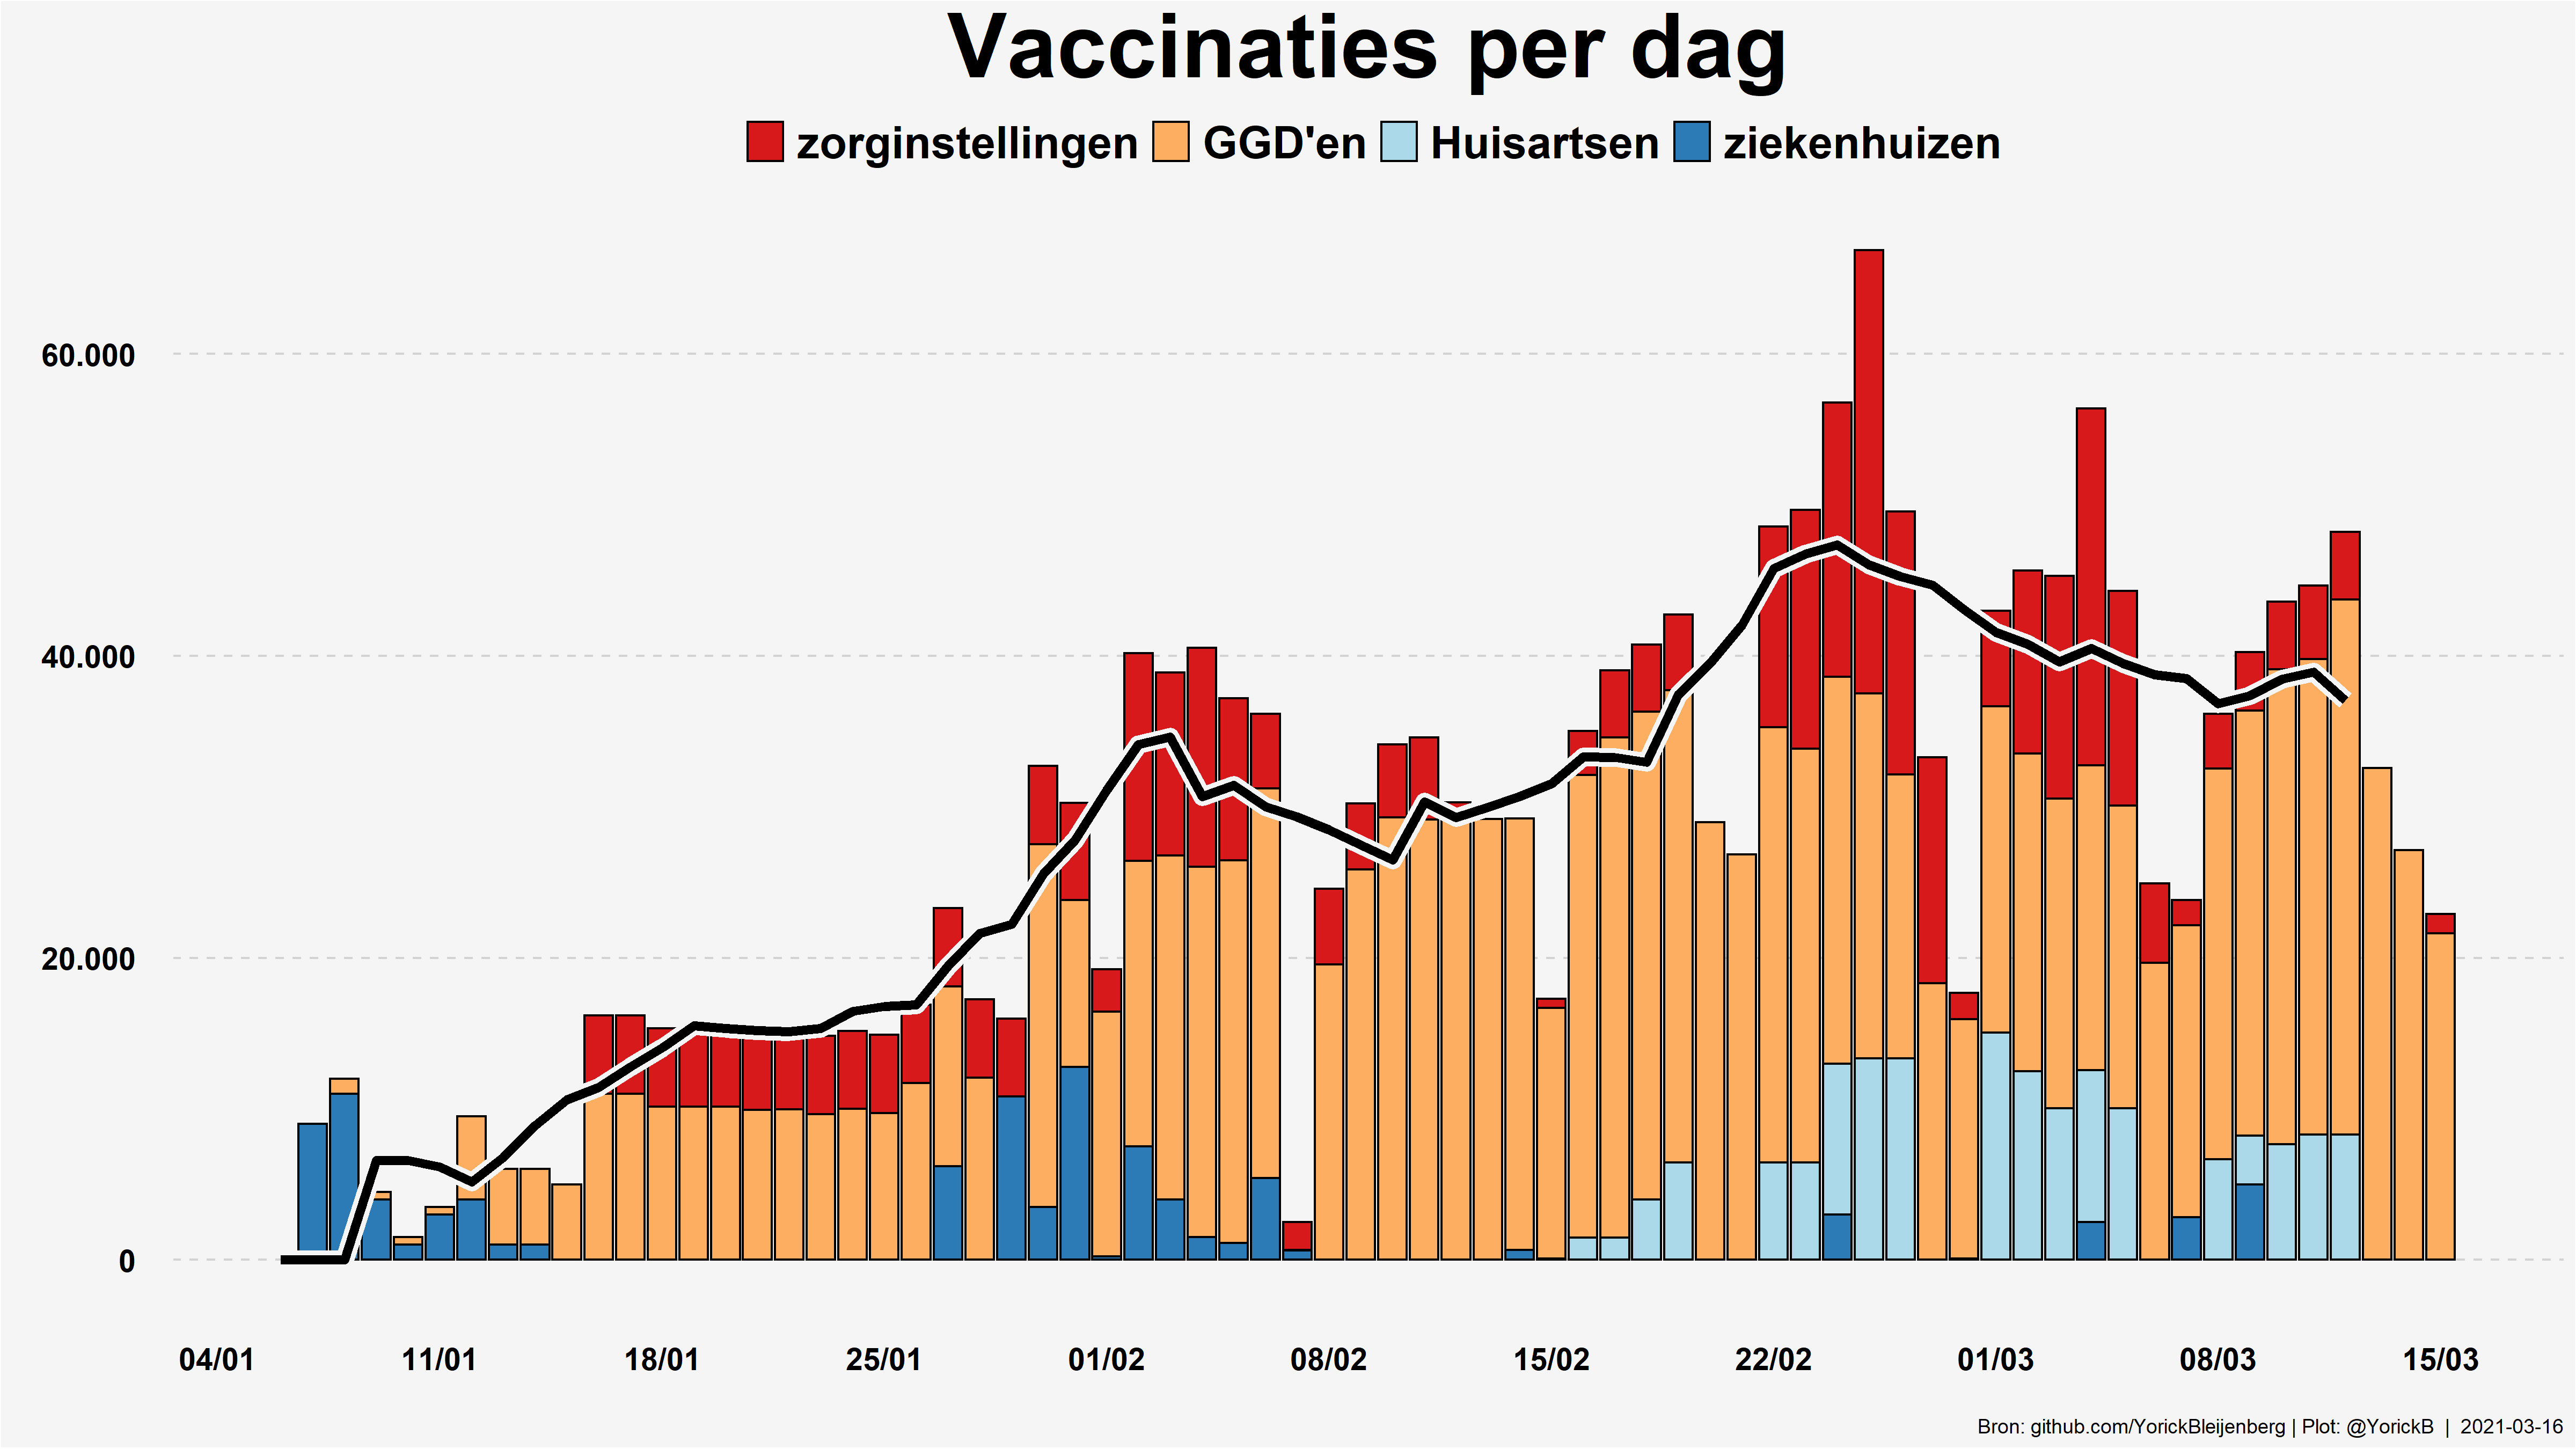 Vaccinaties per dag
zorginstellingen GGD'en Huisartsen ziekenhuizen
60.000
40.000
20.000
0
04/01 11/01 18/01 25/01 01/02 08/02 15/02 22/02 01/03 08/03 15/03
Bron: github.com/YorickBleijenberg | Plot: @YorickB | 2021-03-16